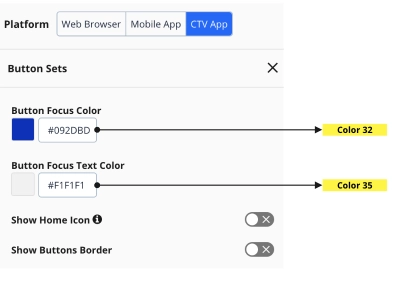 Platform Web Browser Mobile App CTV App
Button Sets
Button Focus Color
#092DBD Color 32
Button Focus Text Color
#F1F1F1 Color 35
Show Home Icon
Show Buttons Border